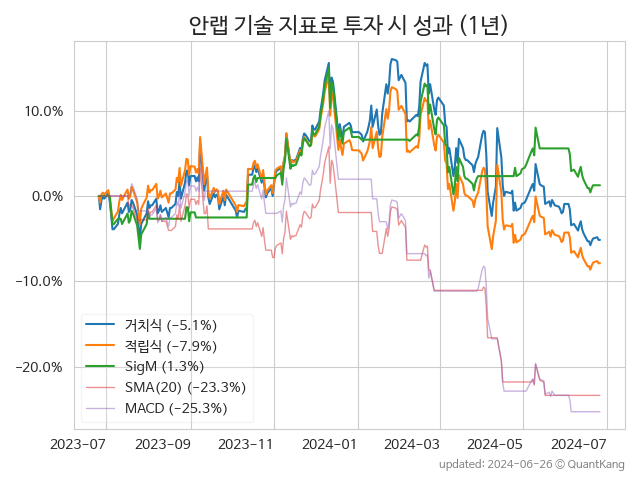 안랩 기술 지표로 투자 시 성과 (1년)
10.0%
0.0%
−10.0%
−20.0%
거치식 (−5.1%)
적립식 (−7.9%)
SigM (1.3%)
SMA(20) (−23.3%)
MACD (−25.3%)
2023−07 2023−09 2023−11 2024−01 2024−03 2024−05 2024−07
updated: 2024−06−26 ⓒ QuantKang